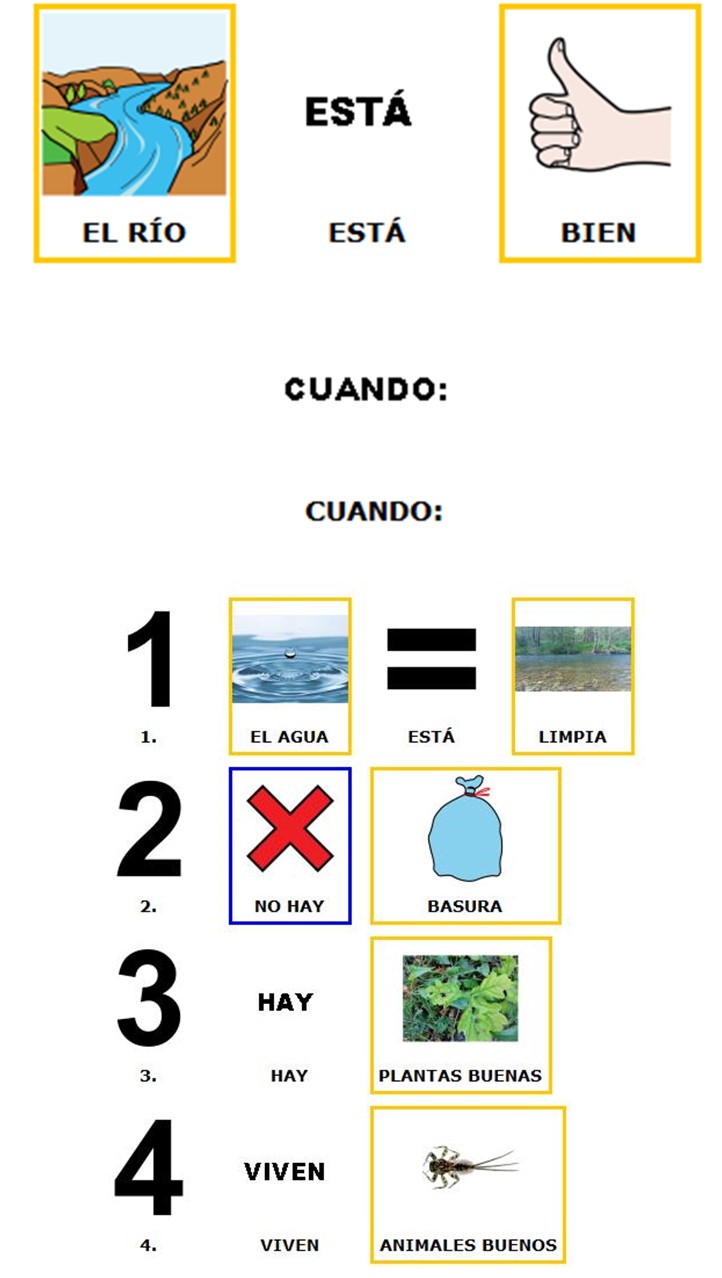 ESTÁ
EL RÍO ESTÁ BIEN
CUANDO:
CUANDO:
1
1. EL AGUA ESTÁ LIMPIA
2
2. NO HAY BASURA
3 HAY
3. HAY PLANTAS BUENAS
4 VIVEN
4. VIVEN ANIMALES BUENOS